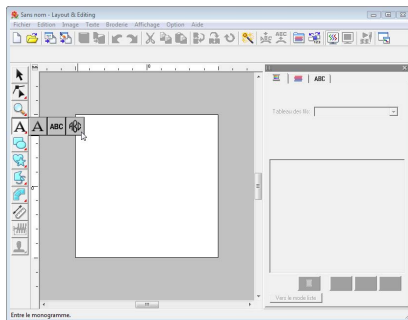 Sans nom - Layout & Editing
Fichier Edition Image Texte Broderie Affichage Option Aide
ABC
A A ABC
Tableau des fils:
Vers le mode liste
Entre le monogramme.